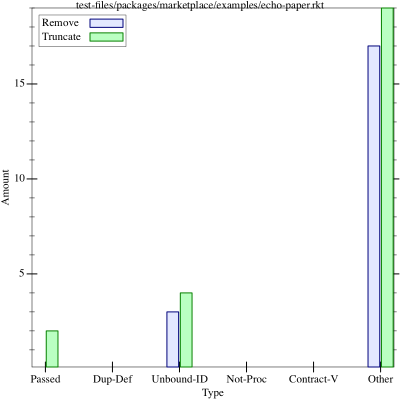 test-files/packages/marketplace/examples/echo-paper.rkt
Remove
Truncate
15
10
5
Amount
Passed Dup-Def Unbound-ID Not-Proc Contract-V Other
Type